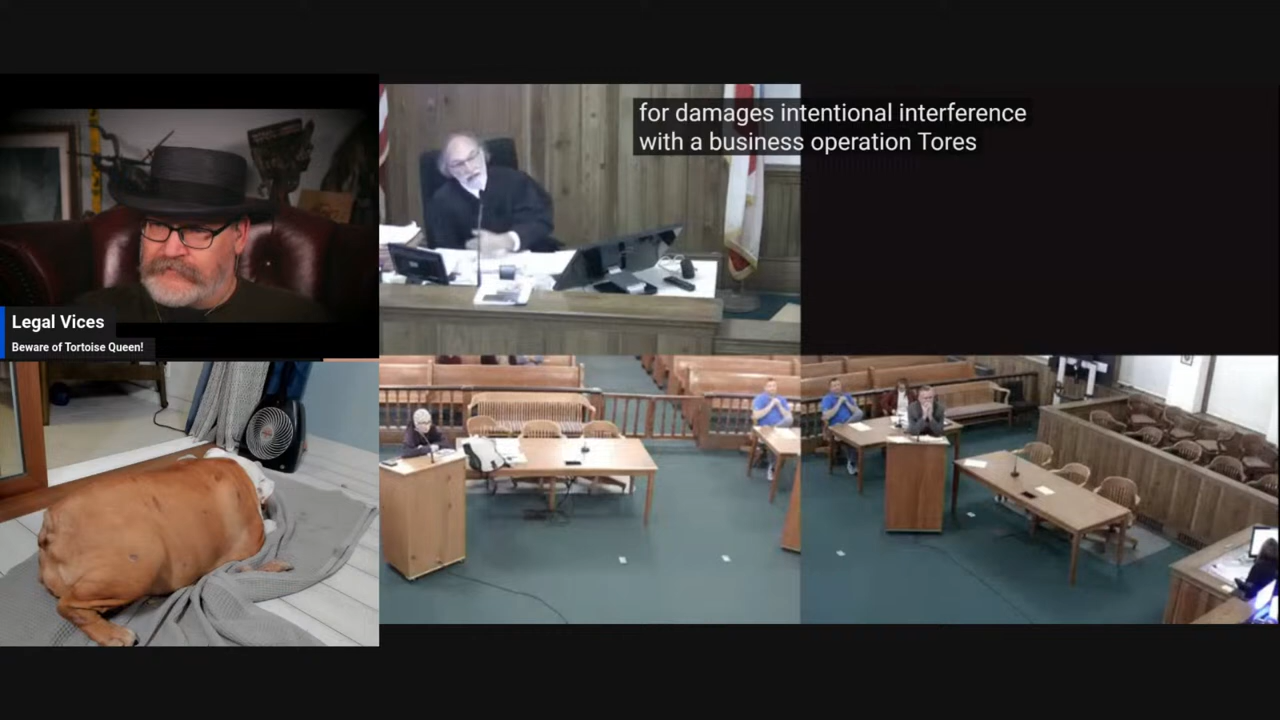 for damages intentional interference
with a business operation Tores
Legal Vices
Beware of Tortoise Queen!